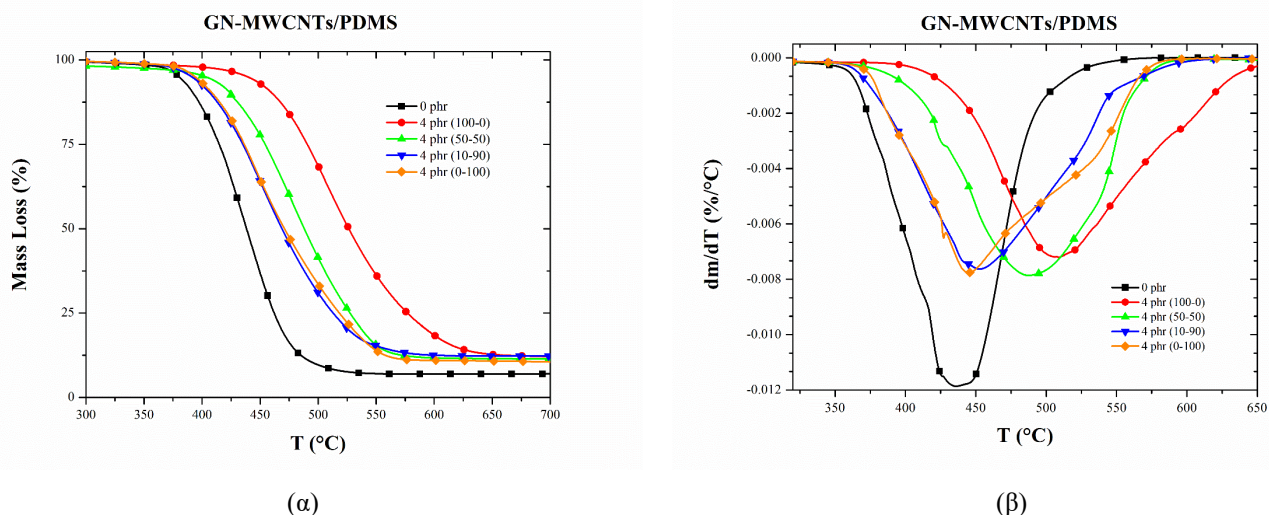 GN-MWCNTs/PDMS
100
75
50
25
0
Mass Loss (%)
0 phr
4 phr (100-0)
4 phr (50-50)
4 phr (10-90)
4 phr (0-100)
300 350 400 450 500 550 600 650 700
T (°C)
(α)
GN-MWCNTs/PDMS
-0.000
-0.002
-0.004
-0.006
-0.008
-0.010
-0.012
dm/dT (%/°C)
0 phr
4 phr (100-0)
4 phr (50-50)
4 phr (10-90)
4 phr (0-100)
350 400 450 500 550 600 650
T (°C)
(β)